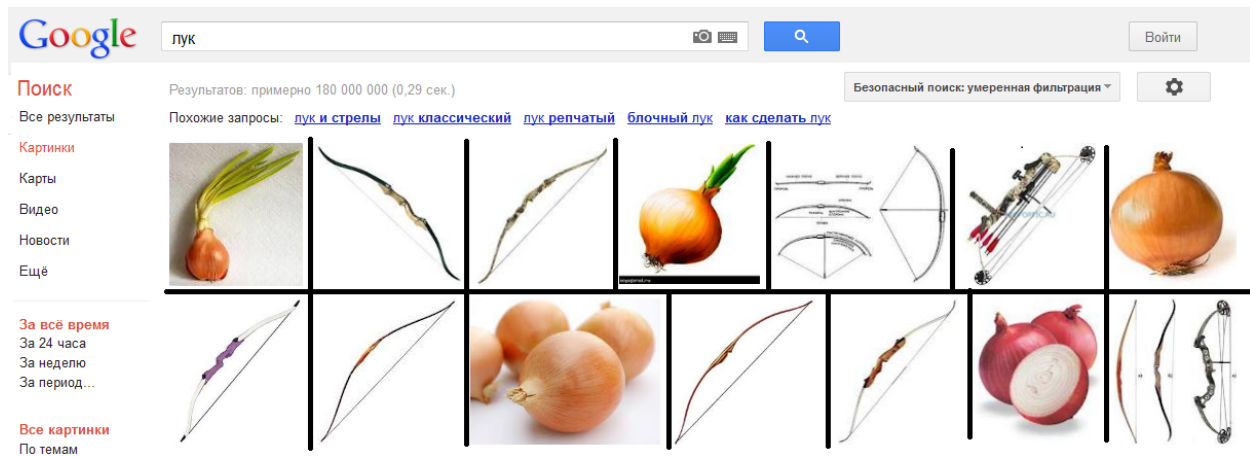 Google
лук
Войти
Поиск
Результатов: примерно 180 000 000 (0,29 сек.)
Безопасный поиск: умеренная фильтрация
Все результаты
Похожие запросы: лук и стрелы лук классический лук репчатый блочный лук как сделать лук
Картинки
Карты
Видео
Новости
Ещё
За всё время
За 24 часа
За неделю
За период...
Все картинки
По темам